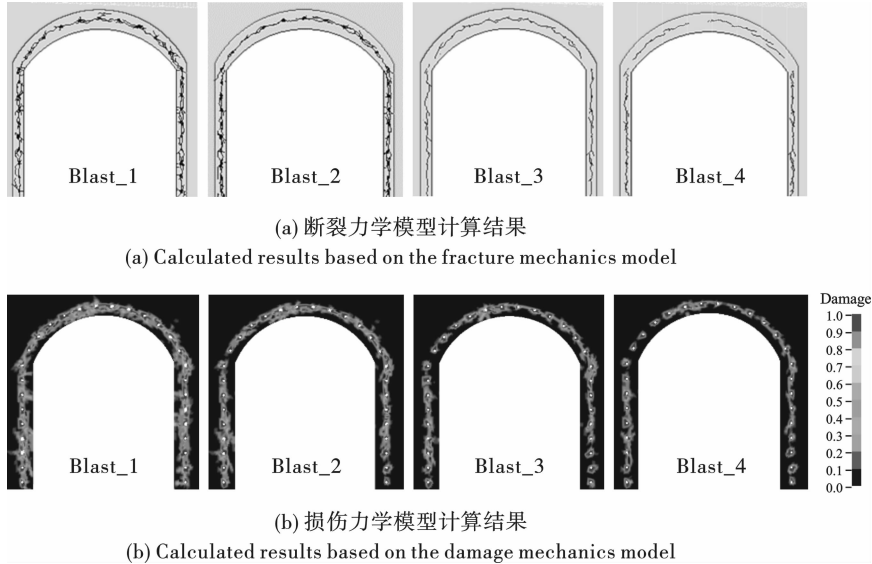 Blast_1 Blast_2 Blast_3 Blast_4
(a) 断裂力学模型计算结果
(a) Calculated results based on the fracture mechanics model
Damage
1.0
0.9
0.8
0.7
0.6
0.5
0.4
0.3
0.2
0.1
0.0
Blast_1 Blast_2 Blast_3 Blast_4
(b) 损伤力学模型计算结果
(b) Calculated results based on the damage mechanics model